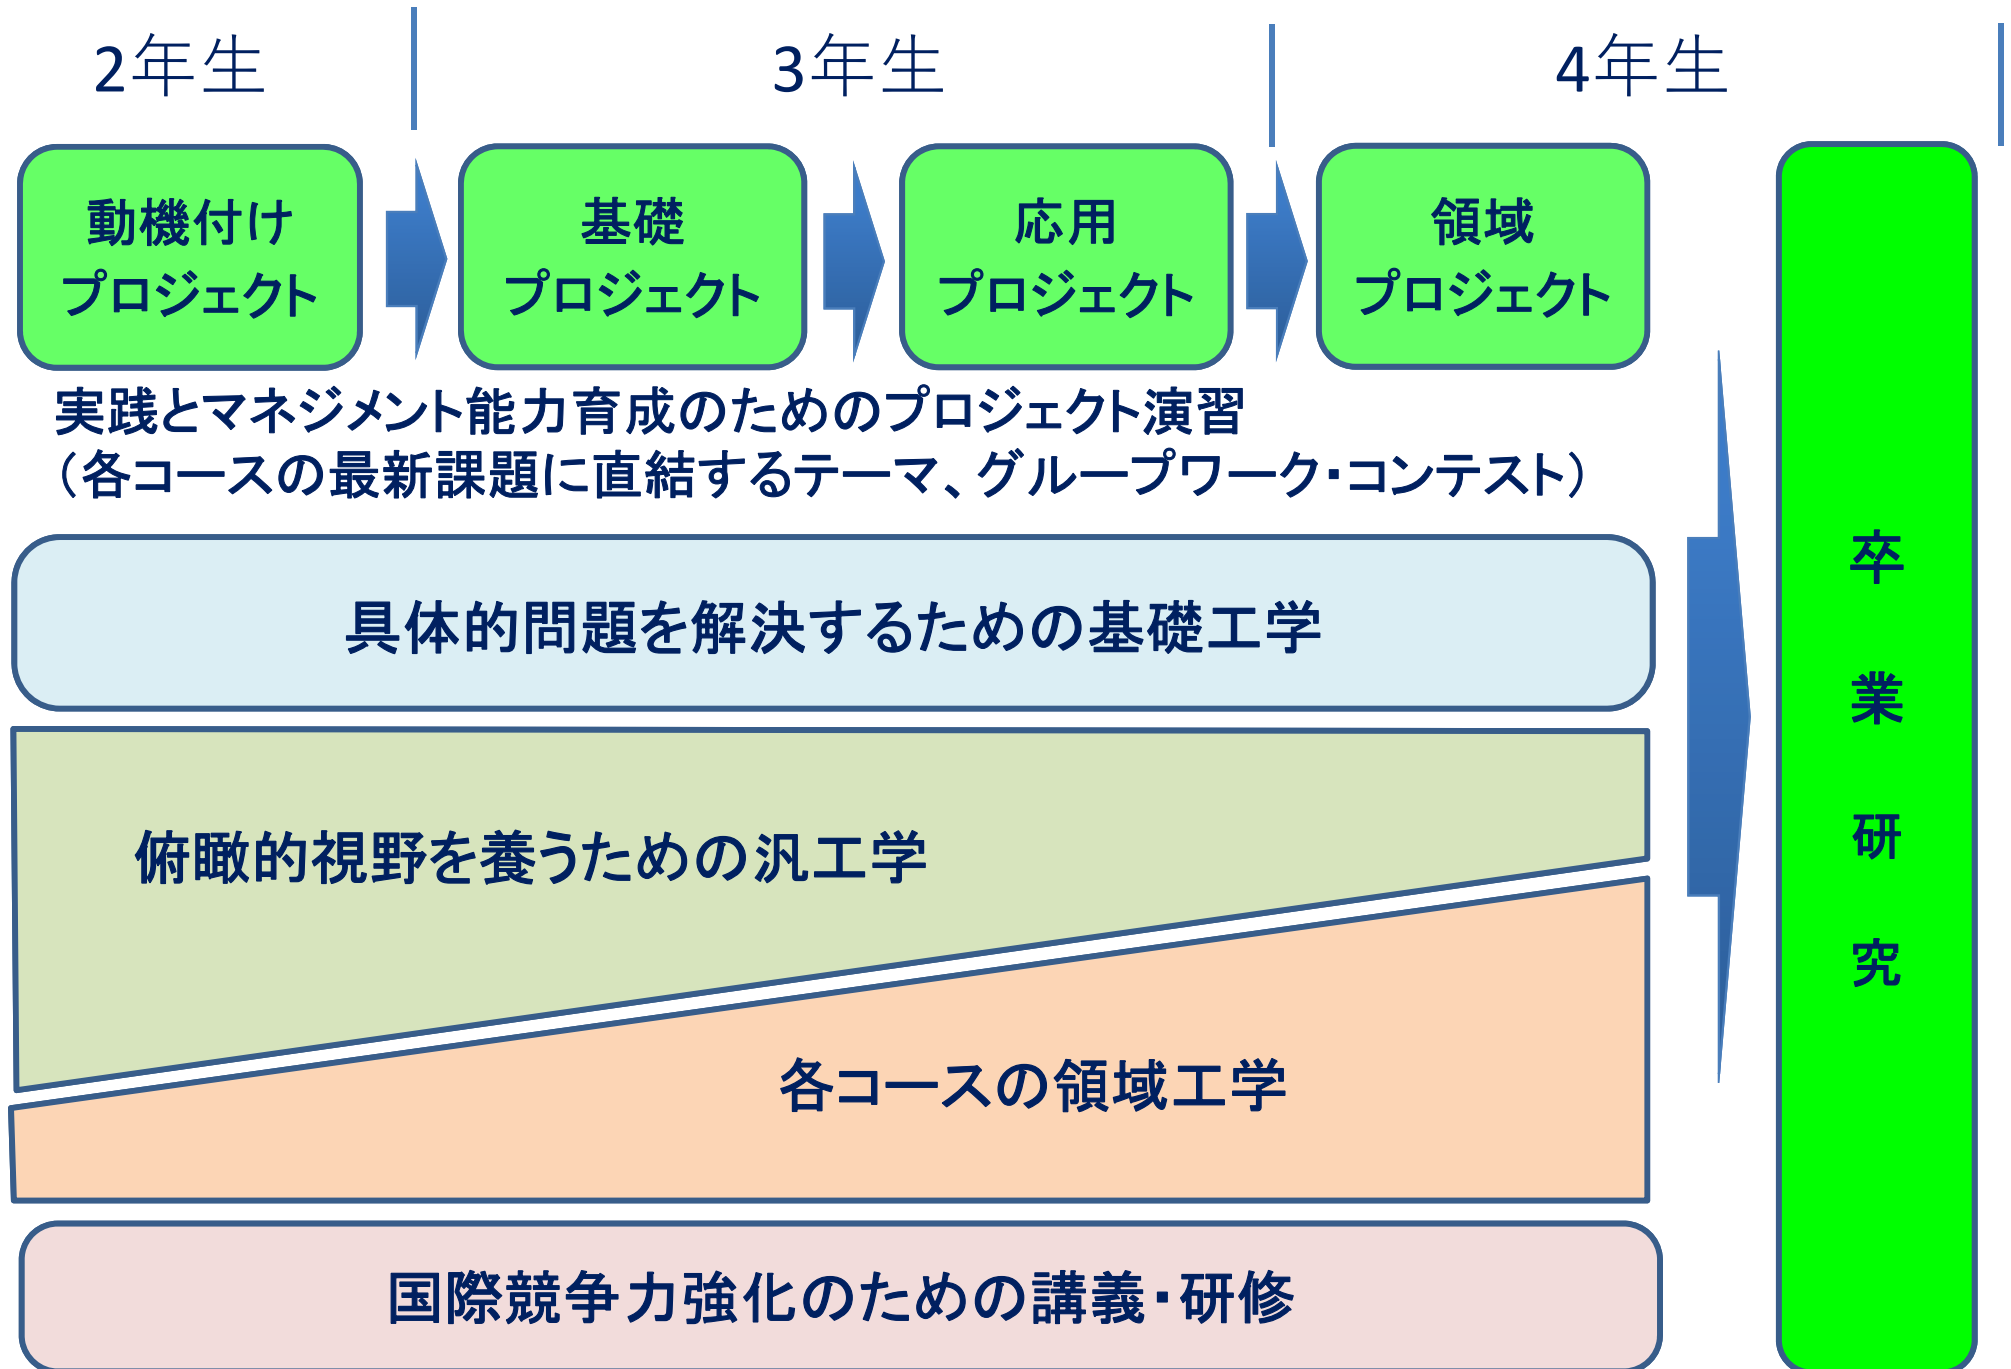 2年生
3年生
4年生
動機付け
プロジェクト
基礎
プロジェクト
応用
プロジェクト
領域
プロジェクト
実践とマネジメント能力育成のためのプロジェクト演習
（各コースの最新課題に直結するテーマ、グループワーク・コンテスト）
具体的問題を解決するための基礎工学
俯瞰的視野を養うための汎工学
各コースの領域工学
国際競争力強化のための講義・研修
卒業研究